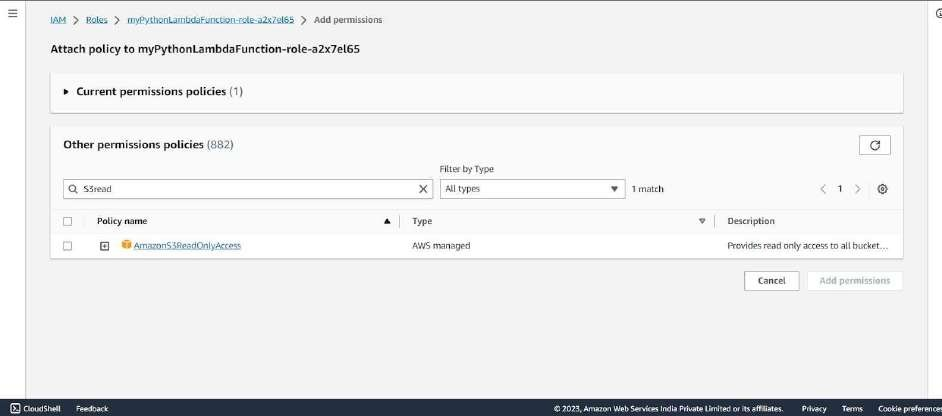 IAM > Roles > myPythonLambdaFunction-role-a2x7el65 > Add permissions
Attach policy to myPythonLambdaFunction-role-a2x7el65
Current permissions policies (1)
Other permissions policies (882)
Filter by Type
S3read All types 1 match 1
Policy name Type Description
AmazonS3ReadOnlyAccess AWS managed Provides read only access to all bucket...
Cancel Add permissions
CloudShell Feedback © 2023, Amazon Web Services India Private Limited or its affiliates. Privacy Terms Cookie preferences